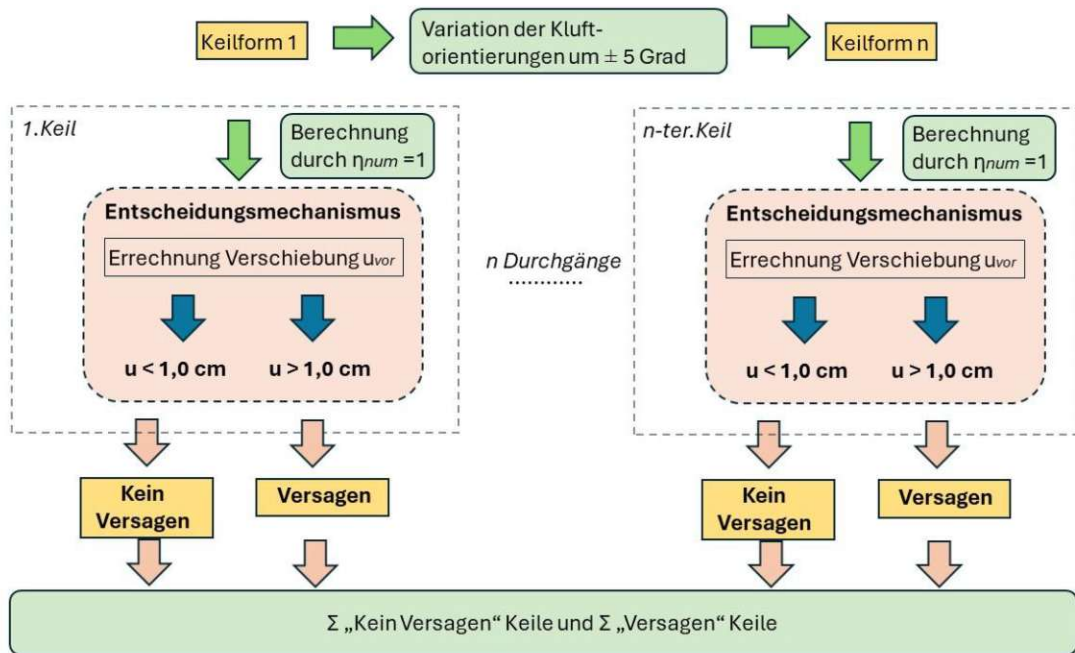 Keilform 1
Variation der Kluft-
orientierungen um ± 5 Grad
Keilform n
1.Keil
Berechnung
durch ηnum =1
Entscheidungsmechanismus
Errechnung Verschiebung uvor
u < 1,0 cm
u > 1,0 cm
Kein
Versagen
Versagen
n Durchgänge
............
n-ter.Keil
Berechnung
durch ηnum =1
Entscheidungsmechanismus
Errechnung Verschiebung uvor
u < 1,0 cm
u > 1,0 cm
Kein
Versagen
Versagen
Σ „Kein Versagen“ Keile und Σ „Versagen“ Keile